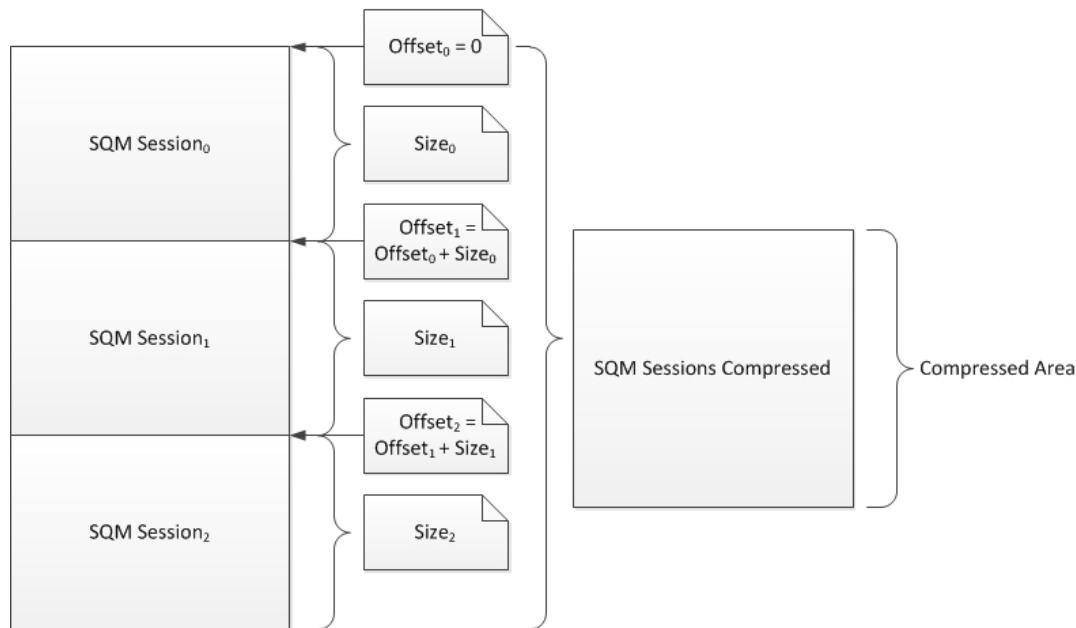 Offset₀ = 0
SQM Session₀
Size₀
Offset₁ =
Offset₀ + Size₀
SQM Session₁
Size₁
SQM Sessions Compressed
Compressed Area
Offset₂ =
Offset₁ + Size₁
SQM Session₂
Size₂